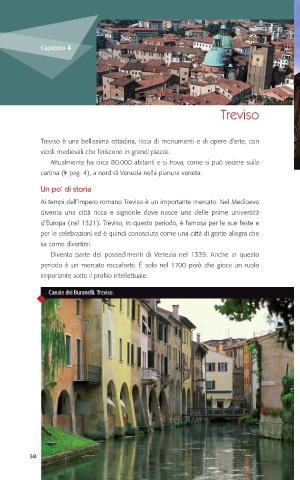 Capitolo 4
Treviso
Treviso è una bellissima cittadina, ricca di monumenti e di opere d'arte, con
vicoli medievali che finiscono in grandi piazze.
Attualmente ha circa 80.000 abitanti e si trova, come si può vedere sulla
cartina (▸ pag. 4), a nord di Venezia nella pianura veneta.
Un po' di storia
Ai tempi dell'impero romano Treviso è un importante mercato. Nel Medioevo
diventa una città ricca e signorile dove nasce una delle prime università
d'Europa (nel 1321). Treviso, in questo periodo, è famosa per le sue feste e
per le celebrazioni ed è quindi conosciuta come una città di gente allegra che
sa come divertirsi.
Diventa parte dei possedimenti di Venezia nel 1339. Anche in questo
periodo è un mercato roccaforte. È solo nel 1700 però che gioca un ruolo
importante sotto il profilo intellettuale.
Canale dei Buranelli, Treviso.
38